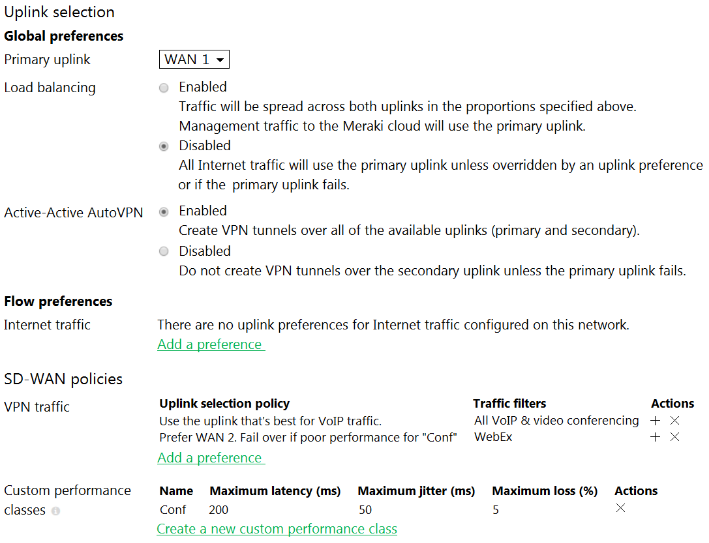 Uplink selection
Global preferences
Primary uplink WAN 1
Load balancing Enabled
Traffic will be spread across both uplinks in the proportions specified above.
Management traffic to the Meraki cloud will use the primary uplink.
Disabled
All Internet traffic will use the primary uplink unless overridden by an uplink preference
or if the primary uplink fails.
Active-Active AutoVPN Enabled
Create VPN tunnels over all of the available uplinks (primary and secondary).
Disabled
Do not create VPN tunnels over the secondary uplink unless the primary uplink fails.
Flow preferences
Internet traffic There are no uplink preferences for Internet traffic configured on this network.
Add a preference
SD-WAN policies
VPN traffic Uplink selection policy Traffic filters Actions
Use the uplink that's best for VoIP traffic. All VoIP & video conferencing + ×
Prefer WAN 2. Fail over if poor performance for "Conf" WebEx + ×
Add a preference
Custom performance classes i Name Maximum latency (ms) Maximum jitter (ms) Maximum loss (%) Actions
Conf 200 50 5 ×
Create a new custom performance class